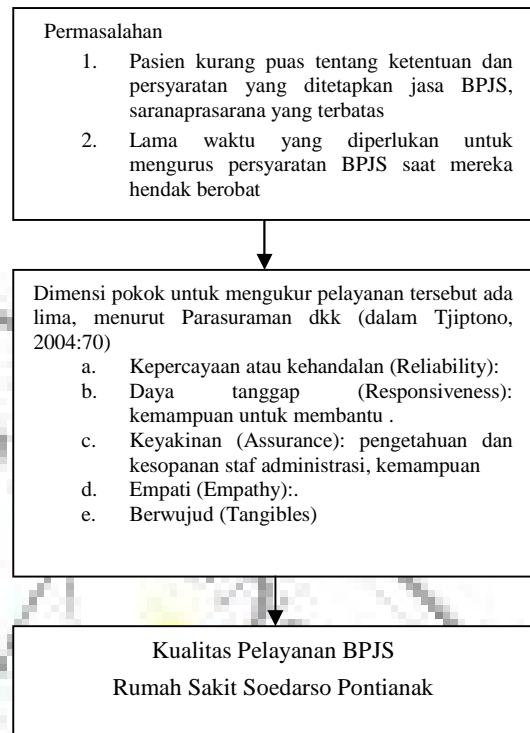 Permasalahan
1. Pasien kurang puas tentang ketentuan dan
persyaratan yang ditetapkan jasa BPJS,
saranaprasarana yang terbatas
2. Lama waktu yang diperlukan untuk
mengurus persyaratan BPJS saat mereka
hendak berobat
Dimensi pokok untuk mengukur pelayanan tersebut ada
lima, menurut Parasuraman dkk (dalam Tjiptono,
2004:70)
a. Kepercayaan atau kehandalan (Reliability):
b. Daya tanggap (Responsiveness):
kemampuan untuk membantu .
c. Keyakinan (Assurance): pengetahuan dan
kesopanan staf administrasi, kemampuan
d. Empati (Empathy):.
e. Berwujud (Tangibles)
Kualitas Pelayanan BPJS
Rumah Sakit Soedarso Pontianak